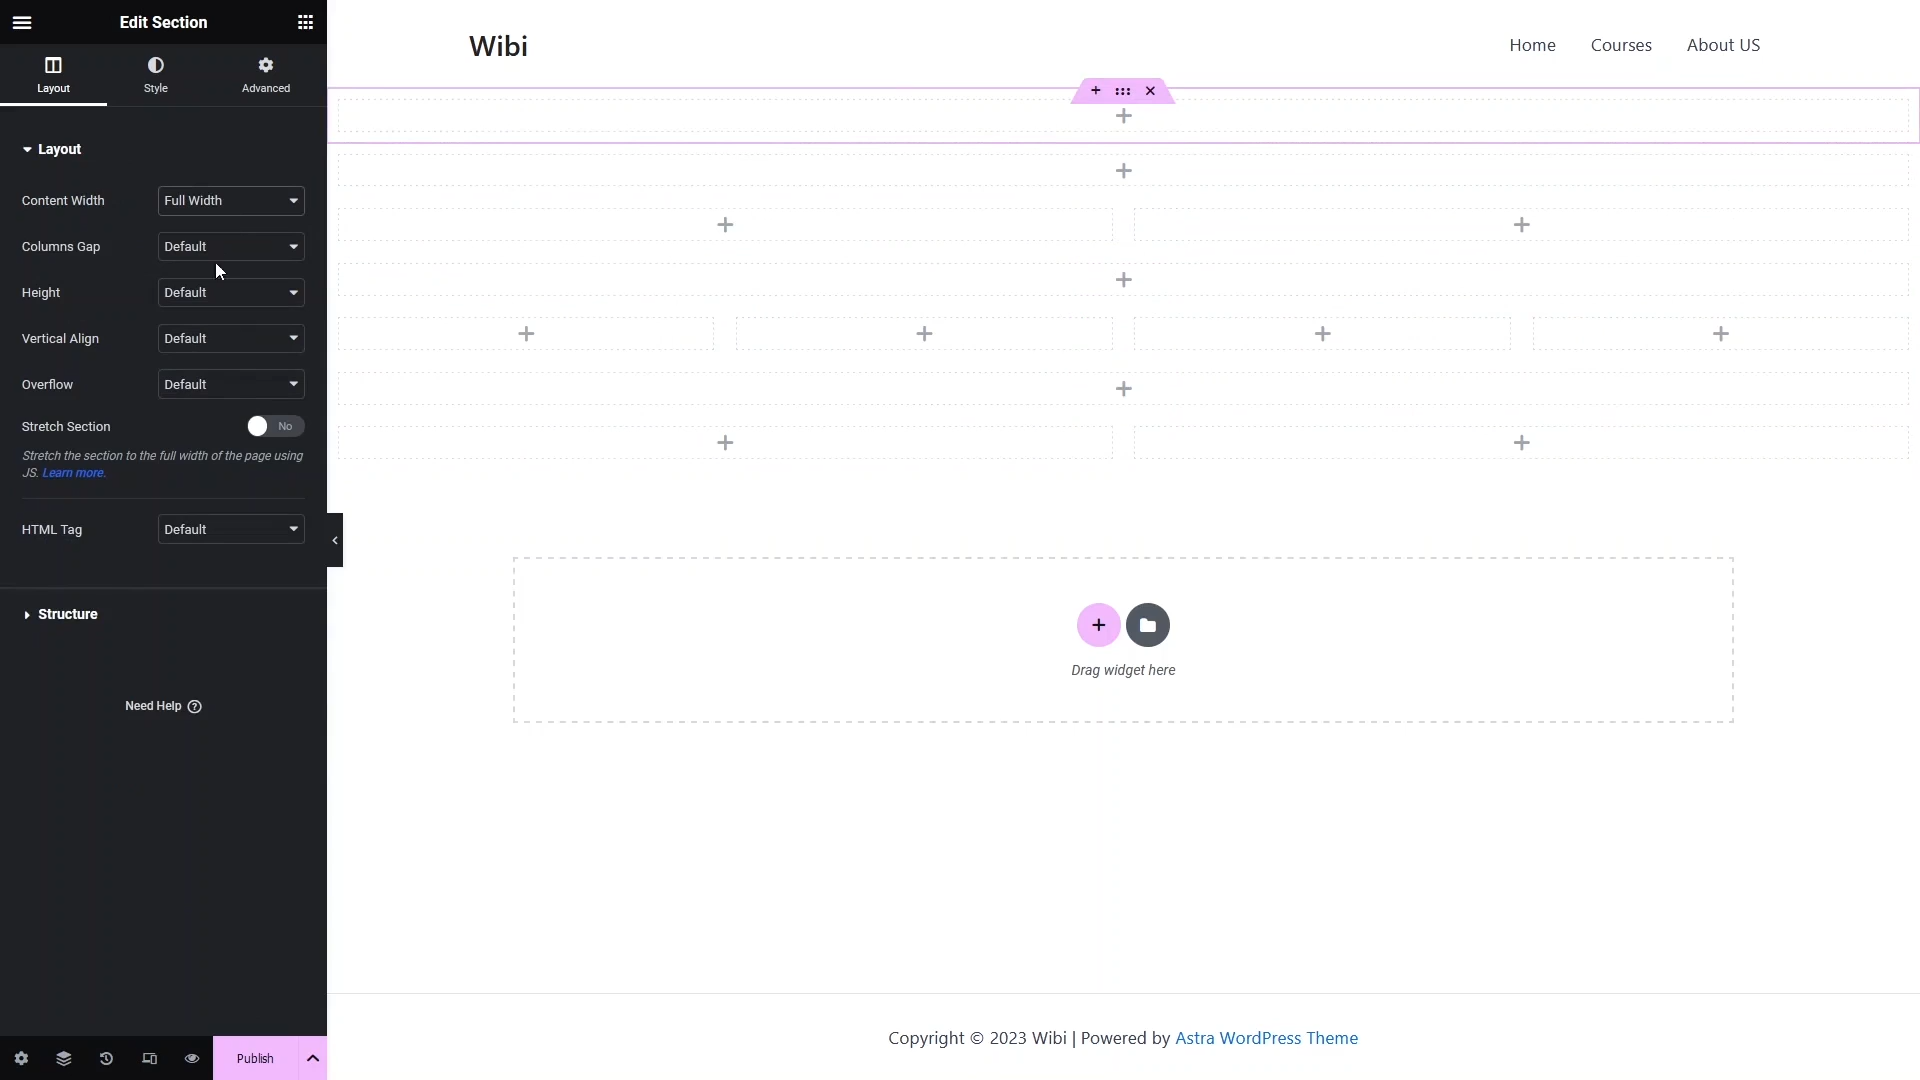 Edit Section
Layout
Style
Advanced
Layout
Content Width
Full Width
Columns Gap
Default
Height
Default
Vertical Align
Default
Overflow
Default
Stretch Section
No
Stretch the section to the full width of the page using
JS. Learn more.
HTML Tag
Default
Structure
Need Help
Publish
Wibi
Home
Courses
About US
Drag widget here
Copyright © 2023 Wibi | Powered by Astra WordPress Theme